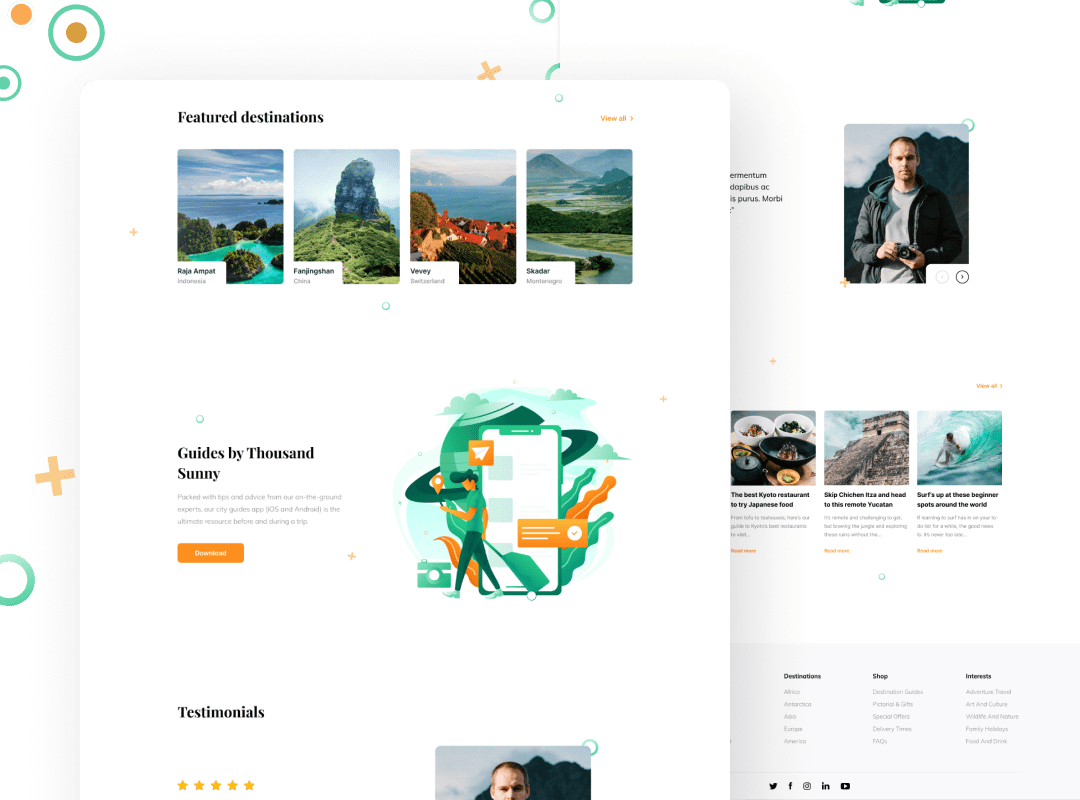 Featured destinations
View all
Raja Ampat
Indonesia
Fanjingshan
China
Vevey
Switzerland
Skadar
Montenegro
Guides by Thousand
Sunny
Packed with tips and advice from our on-the-ground
experts, our city guides app (iOS and Android) is the
ultimate resource before and during a trip.
Download
Testimonials
ermentum
dapibus ac
is purus. Morbi
View all
The best Kyoto restaurant
to try Japanese food
From tofu to teahouses, here's our
guide to Kyoto's best restaurants
to visit...
Read more
Skip Chichen Itza and head
to this remote Yucatan
It's remote and challenging to get,
but braving the jungle and exploring
these ruins without the...
Read more
Surf's up at these beginner
spots around the world
If learning to surf has in on your to-
do list for a while, the good news
is: it's never too late...
Read more
Destinations
Africa
Antarctica
Asia
Europe
America
Shop
Destination Guides
Pictorial & Gifts
Special Offers
Delivery Times
FAQs
Interests
Adventure Travel
Art And Culture
Wildlife And Nature
Family Holidays
Food And Drink